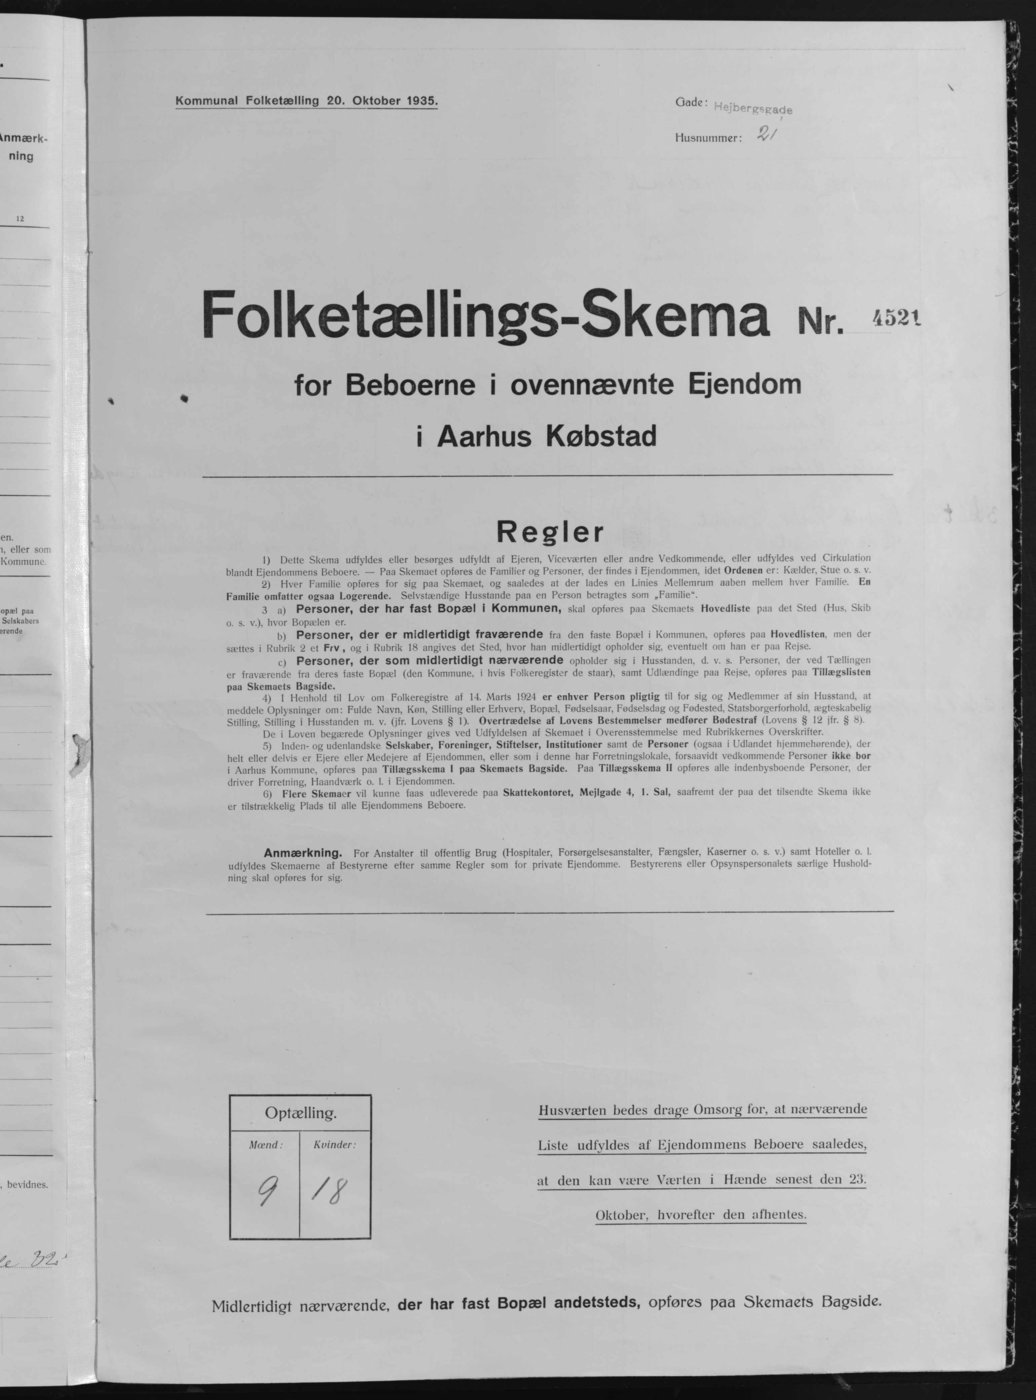 Anmærk-
ning
12
en.
n, eller som
Kommune.
opæl paa
Selskabers
erende
, bevidnes.
Kommunal Folketælling 20. Oktober 1935.
Gade: Hejbergsgade
Husnummer: 21
Folketællings-Skema Nr. 4521
for Beboerne i ovennævnte Ejendom
i Aarhus Købstad
Regler
1) Dette Skema udfyldes eller besørges udfyldt af Ejeren, Viceværten eller andre Vedkommende, eller udfyldes ved Cirkulation
blandt Ejendommens Beboere. — Paa Skemaet opføres de Familier og Personer, der findes i Ejendommen, idet Ordenen er: Kælder, Stue o. s. v.
2) Hver Familie opføres for sig paa Skemaet, og saaledes at der lades en Linies Mellemrum aaben mellem hver Familie. En
Familie omfatter ogsaa Logerende. Selvstændige Husstande paa en Person betragtes som „Familie“.
3 a) Personer, der har fast Bopæl i Kommunen, skal opføres paa Skemaets Hovedliste paa det Sted (Hus, Skib
o. s. v.), hvor Bopælen er.
b) Personer, der er midlertidigt fraværende fra den faste Bopæl i Kommunen, opføres paa Hovedlisten, men der
sættes i Rubrik 2 et Frv, og i Rubrik 18 angives det Sted, hvor han midlertidigt opholder sig, eventuelt om han er paa Rejse.
c) Personer, der som midlertidigt nærværende opholder sig i Husstanden, d. v. s. Personer, der ved Tællingen
er fraværende fra deres faste Bopæl (den Kommune, i hvis Folkeregister de staar), samt Udlændinge paa Rejse, opføres paa Tillægslisten
paa Skemaets Bagside.
4) I Henhold til Lov om Folkeregistre af 14. Marts 1924 er enhver Person pligtig til for sig og Medlemmer af sin Husstand, at
meddele Oplysninger om: Fulde Navn, Køn, Stilling eller Erhverv, Bopæl, Fødselsaar, Fødselsdag og Fødested, Statsborgerforhold, ægteskabelig
Stilling, Stilling i Husstanden m. v. (jfr. Lovens § 1). Overtrædelse af Lovens Bestemmelser medfører Bødestraf (Lovens § 12 jfr. § 8).
De i Loven begærede Oplysninger gives ved Udfyldelsen af Skemaet i Overensstemmelse med Rubrikkernes Overskrifter.
5) Inden- og udenlandske Selskaber, Foreninger, Stiftelser, Institutioner samt de Personer (ogsaa i Udlandet hjemmehørende), der
helt eller delvis er Ejere eller Medejere af Ejendommen, eller som i denne har Forretningslokale, forsaavidt vedkommende Personer ikke bor
i Aarhus Kommune, opføres paa Tillægsskema I paa Skemaets Bagside. Paa Tillægsskema II opføres alle indenbysboende Personer, der
driver Forretning, Haandværk o. l. i Ejendommen.
6) Flere Skemaer vil kunne faas udleverede paa Skattekontoret, Mejlgade 4, 1. Sal, saafremt der paa det tilsendte Skema ikke
er tilstrækkelig Plads til alle Ejendommens Beboere.
Anmærkning. For Anstalter til offentlig Brug (Hospitaler, Forsørgelsesanstalter, Fængsler, Kaserner o. s. v.) samt Hoteller o. l.
udfyldes Skemaerne af Bestyrerne efter samme Regler som for private Ejendomme. Bestyrerens eller Opsynspersonalets særlige Hushold-
ning skal opføres for sig.
Optælling.
Mænd: Kvinder:
9 18
Husværten bedes drage Omsorg for, at nærværende
Liste udfyldes af Ejendommens Beboere saaledes,
at den kan være Værten i Hænde senest den 23.
Oktober, hvorefter den afhentes.
Midlertidigt nærværende, der har fast Bopæl andetsteds, opføres paa Skemaets Bagside.